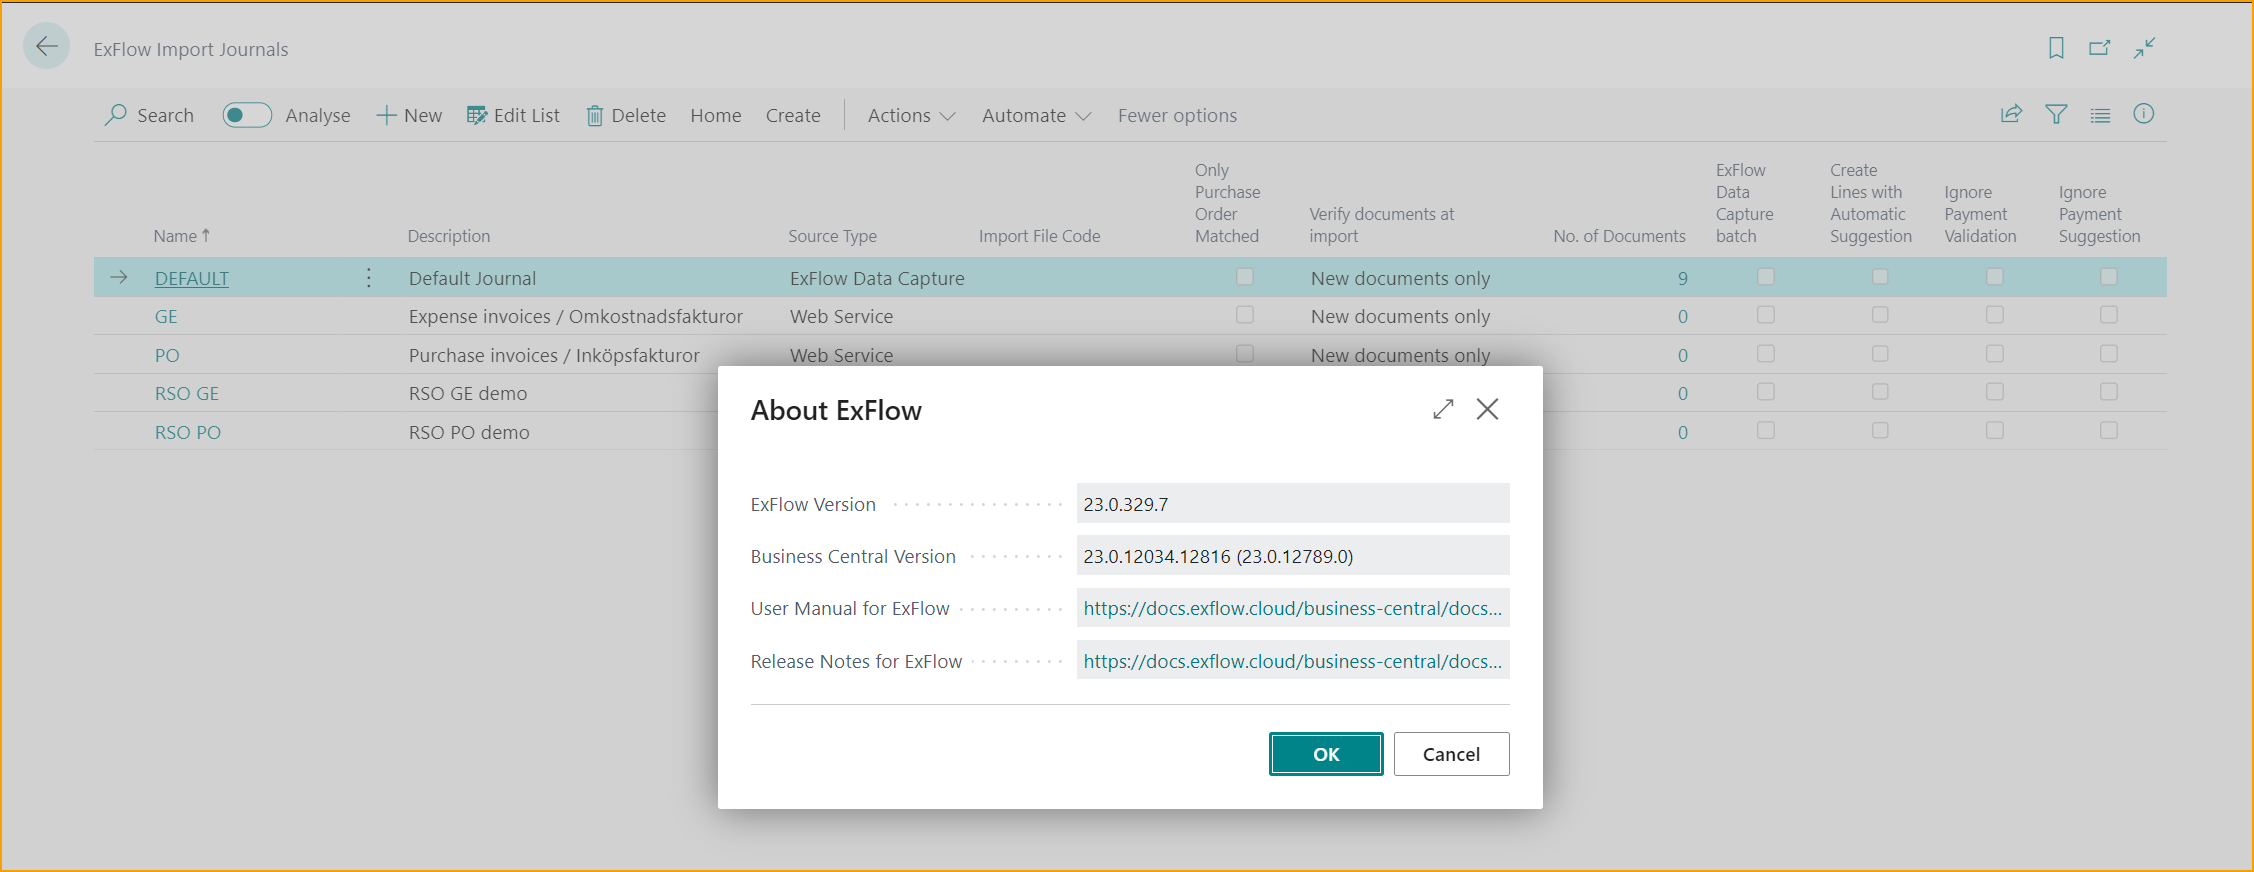 ExFlow Import Journals
Search Analyse New Edit List Delete Home Create Actions Automate Fewer options
Name ↑
Description
Source Type
Import File Code
Only
Purchase
Order
Matched
Verify documents at
import
No. of Documents
ExFlow
Data
Capture
batch
Create
Lines with
Automatic
Suggestion
Ignore
Payment
Validation
Ignore
Payment
Suggestion
DEFAULT Default Journal ExFlow Data Capture New documents only 9
GE Expense invoices / Omkostnadsfakturor Web Service New documents only 0
PO Purchase invoices / Inköpsfakturor Web Service New documents only 0
RSO GE RSO GE demo 0
RSO PO RSO PO demo 0
About ExFlow
ExFlow Version 23.0.329.7
Business Central Version 23.0.12034.12816 (23.0.12789.0)
User Manual for ExFlow https://docs.exflow.cloud/business-central/docs...
Release Notes for ExFlow https://docs.exflow.cloud/business-central/docs...
OK Cancel